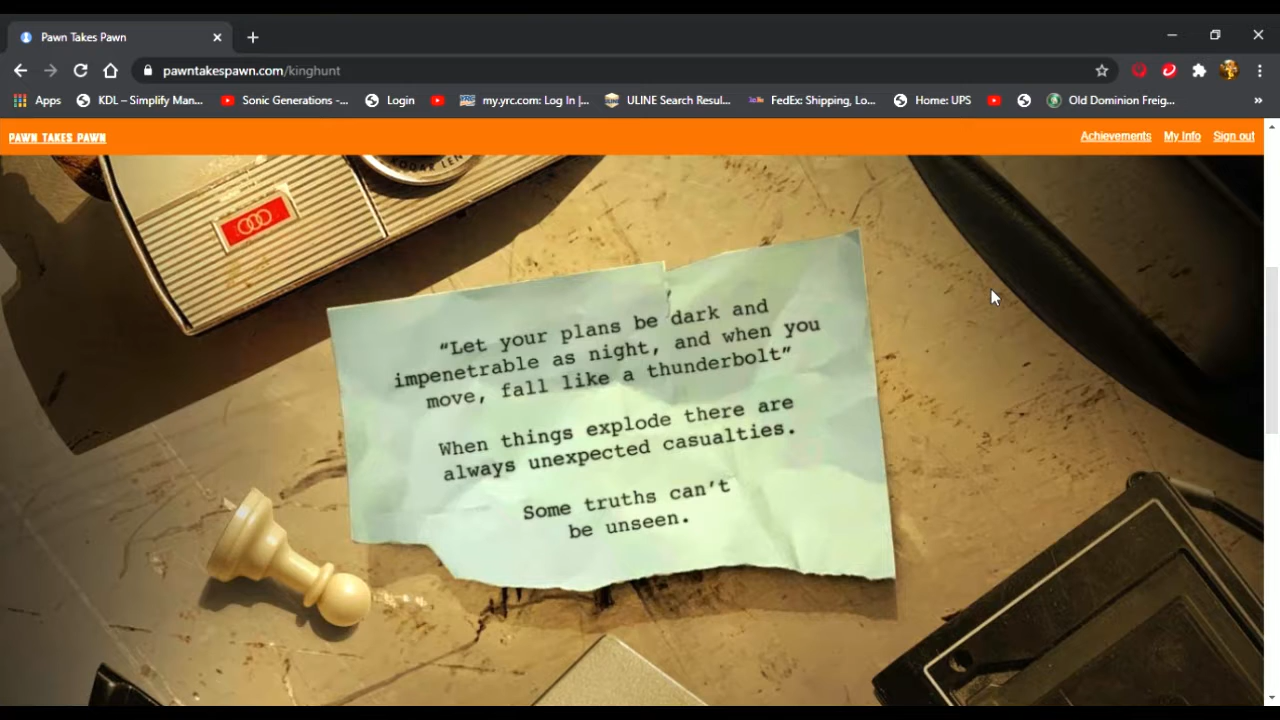 Pawn Takes Pawn
pawntakespawn.com/kinghunt
Apps KDL – Simplify Man... Sonic Generations -... Login my.yrc.com: Log In |... ULINE Search Resul... FedEx: Shipping, Lo... Home: UPS Old Dominion Freig... »
PAWN TAKES PAWN Achievements My Info Sign out
KODAR LEN
“Let your plans be dark and
impenetrable as night, and when you
move, fall like a thunderbolt”
When things explode there are
always unexpected casualties.
Some truths can’t
be unseen.